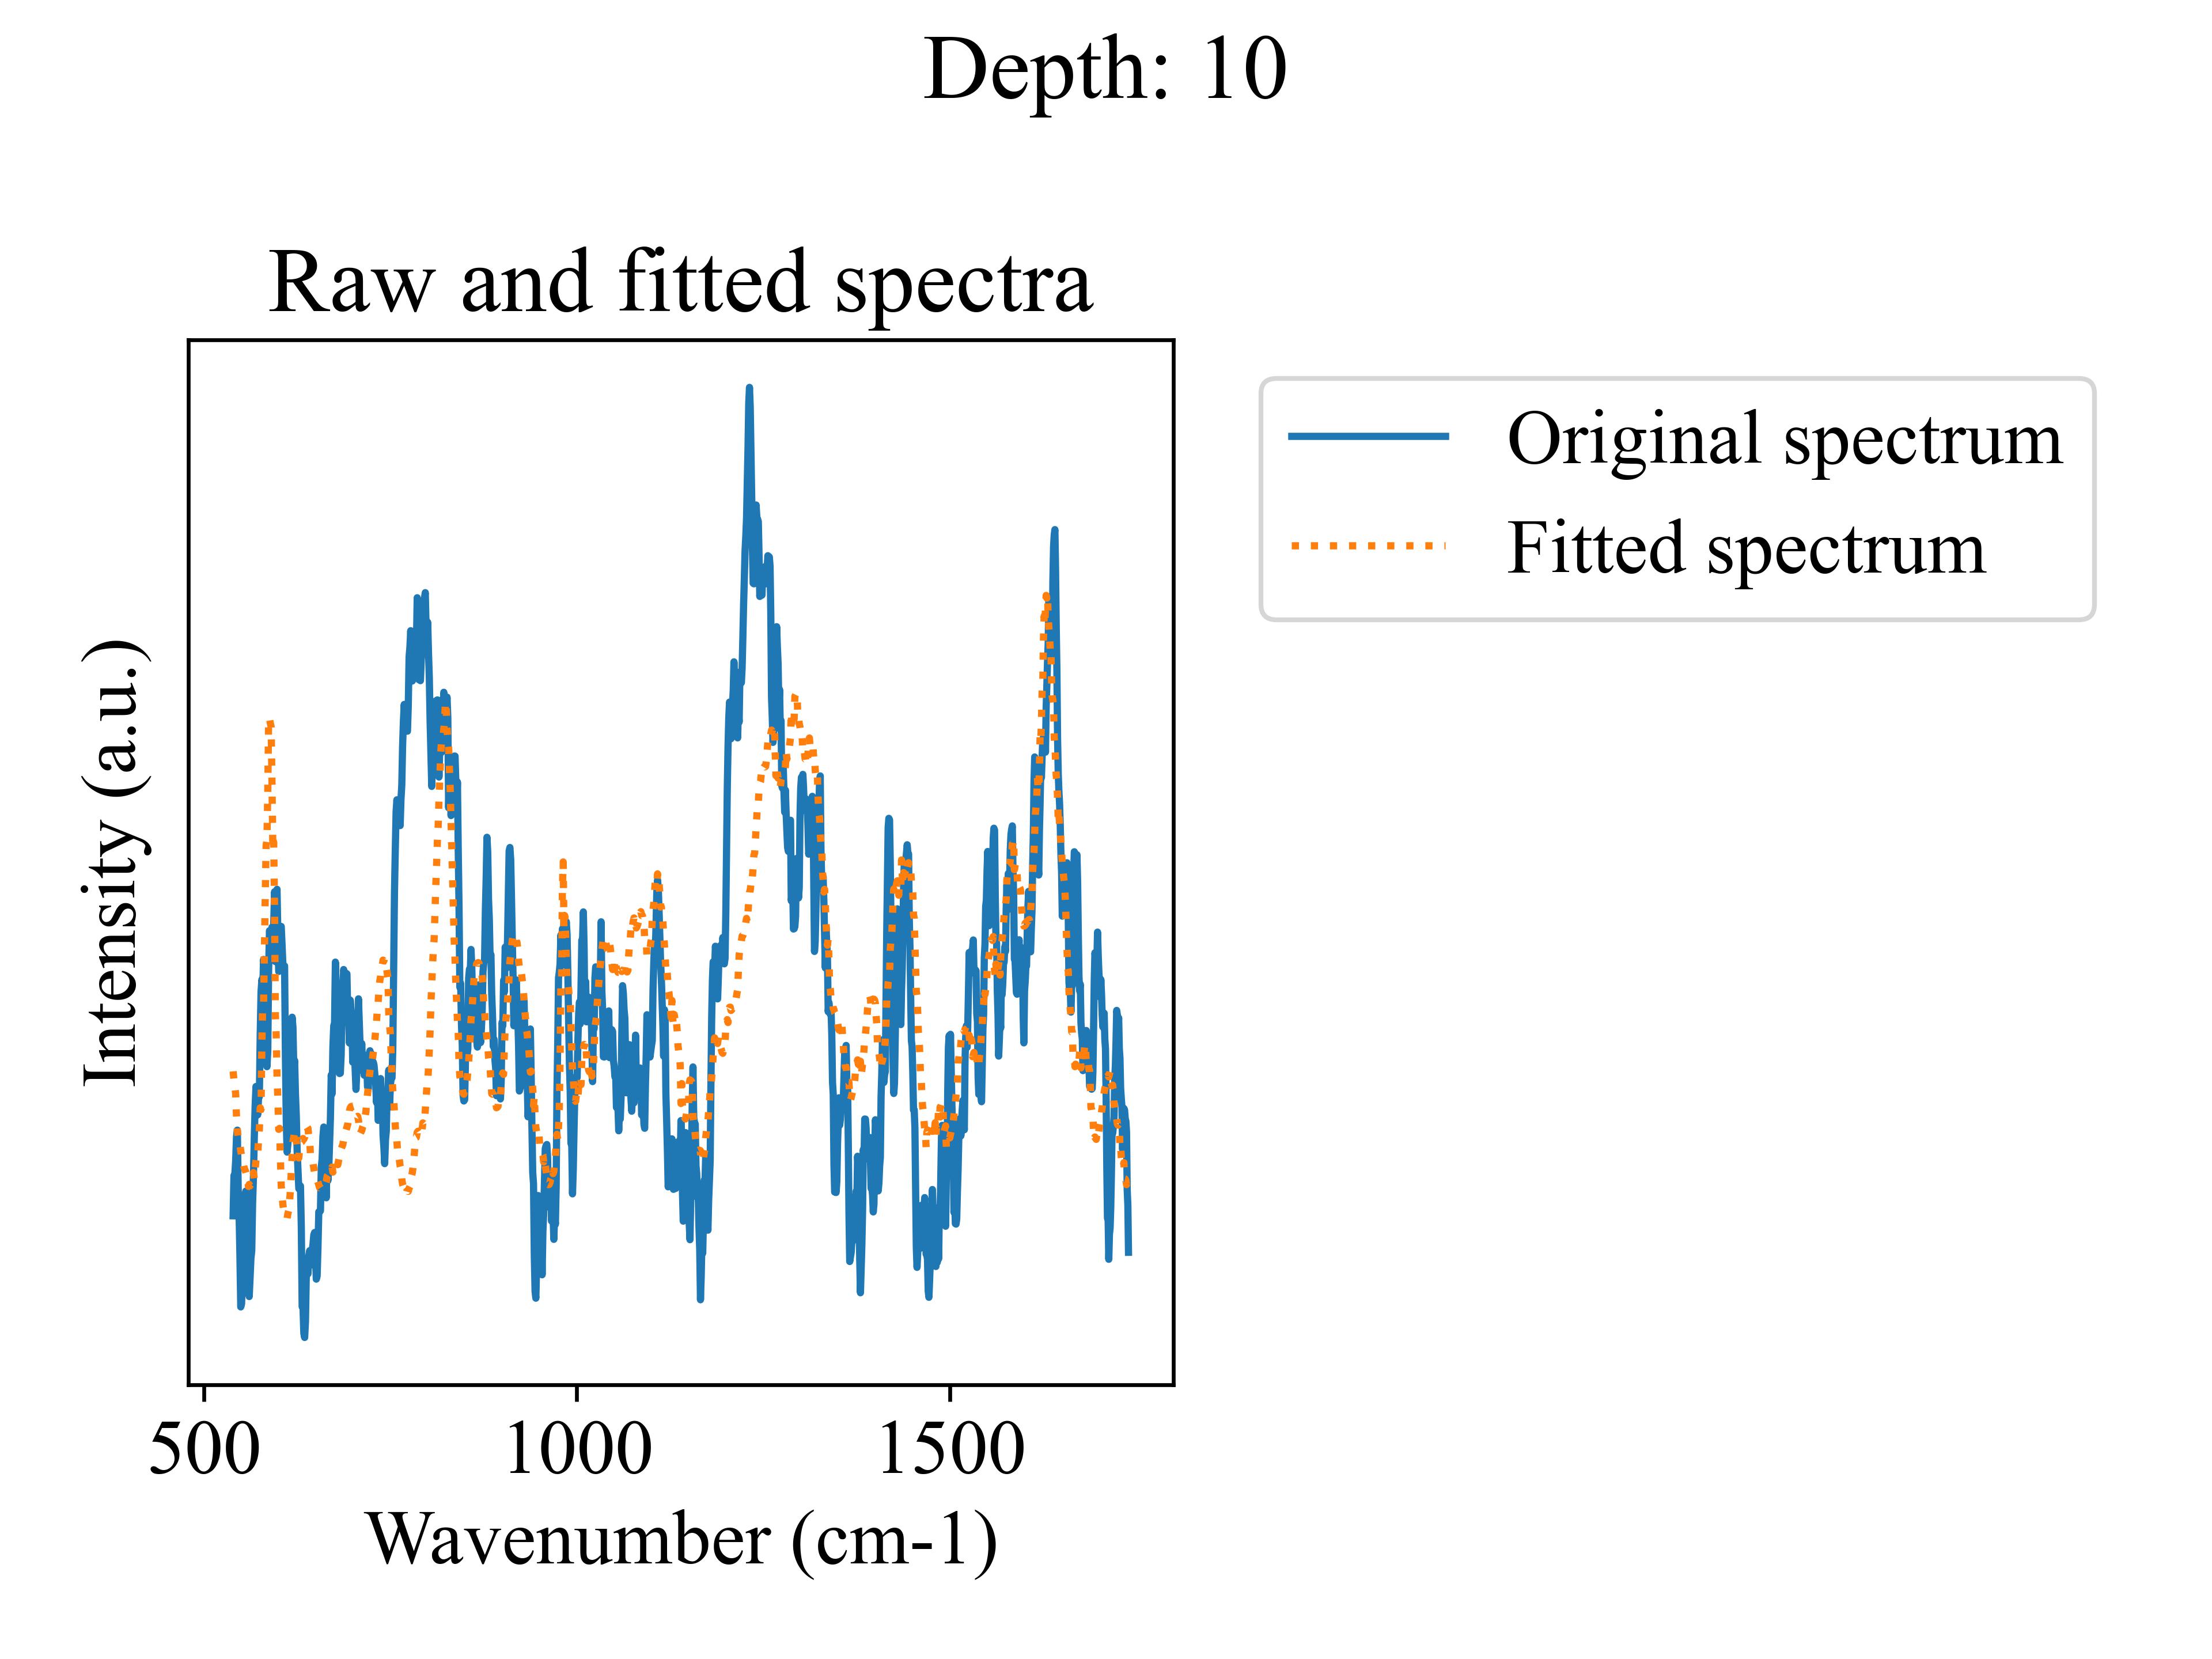 Depth: 10
Raw and fitted spectra
Original spectrum
Fitted spectrum
Intensity (a.u.)
500 1000 1500
Wavenumber (cm-1)